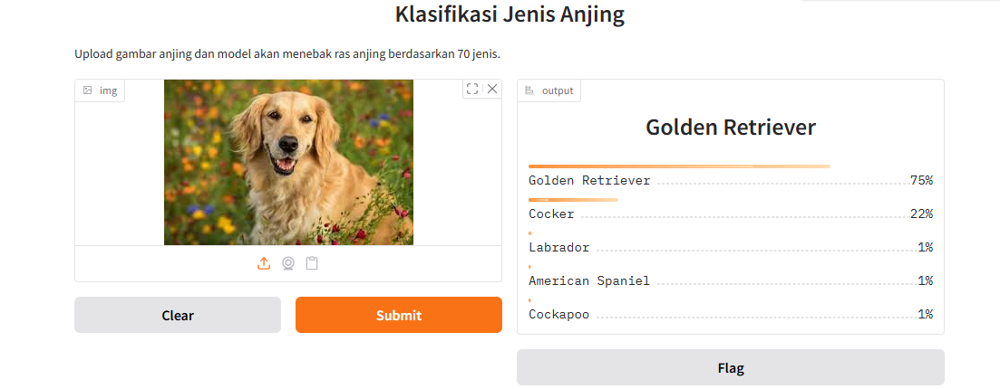 Klasifikasi Jenis Anjing
Upload gambar anjing dan model akan menebak ras anjing berdasarkan 70 jenis.
img
output
Golden Retriever
Golden Retriever 75%
Cocker 22%
Labrador 1%
American Spaniel 1%
Cockapoo 1%
Clear
Submit
Flag